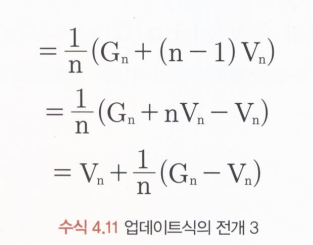 = 1/n (Gₙ + (n − 1) Vₙ)
= 1/n (Gₙ + nVₙ − Vₙ)
= Vₙ + 1/n (Gₙ − Vₙ)
수식 4.11 업데이트식의 전개 3